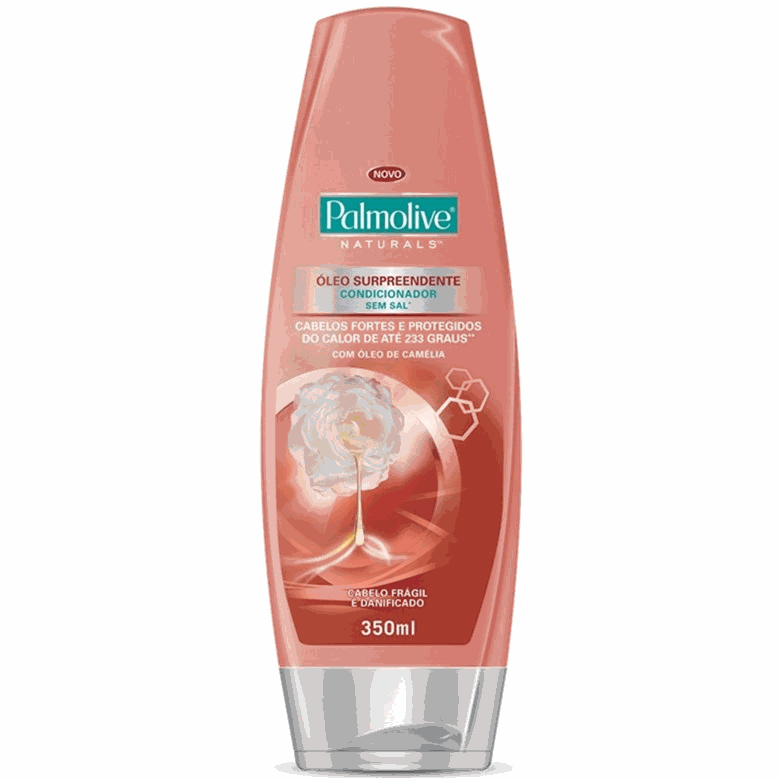 NOVO
Palmolive®
NATURALS™
ÓLEO SURPREENDENTE
CONDICIONADOR
SEM SAL*
CABELOS FORTES E PROTEGIDOS
DO CALOR DE ATÉ 233 GRAUS**
COM ÓLEO DE CAMÉLIA
CABELO FRÁGIL
E DANIFICADO
350ml